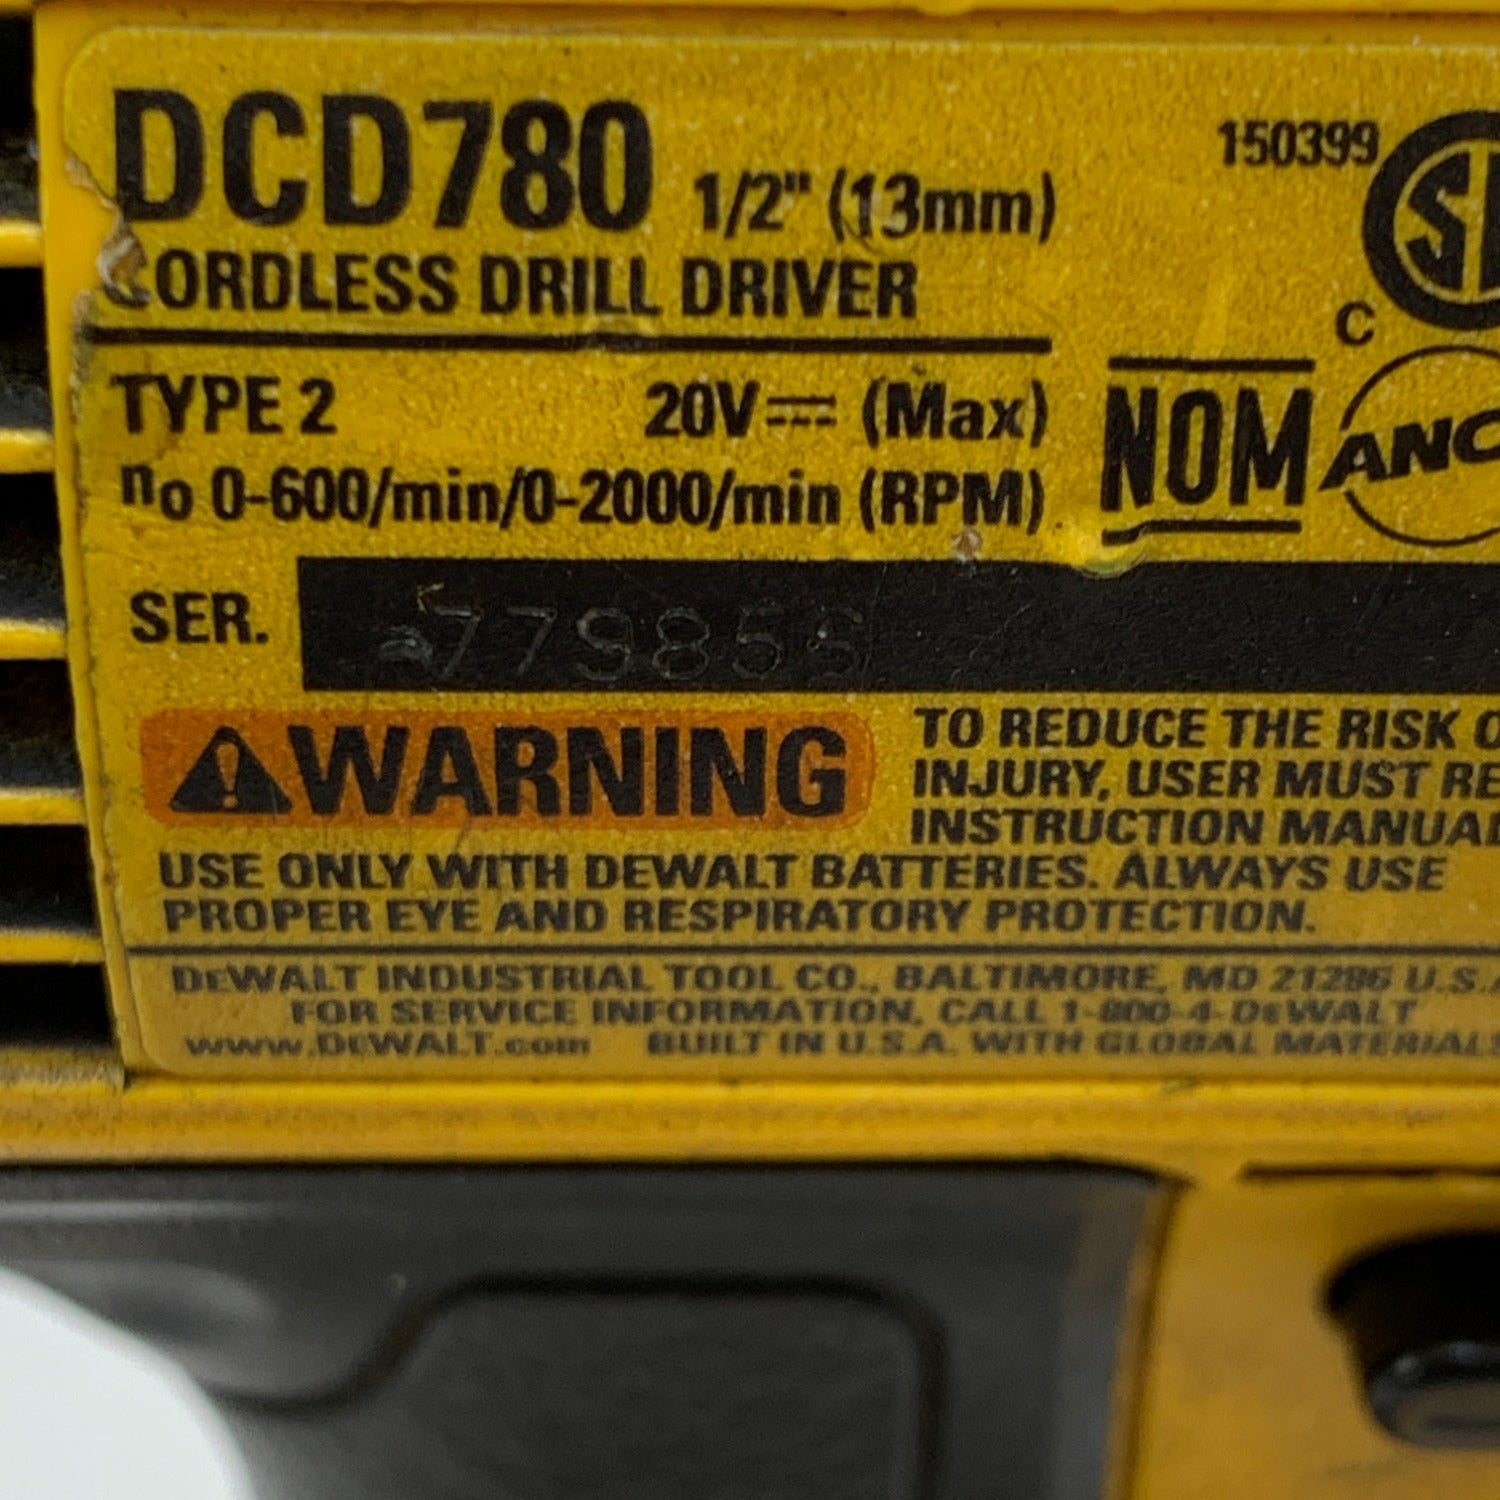 DCD780 1/2" (13mm)
150399
CORDLESS DRILL DRIVER
C
TYPE 2 20V⎓ (Max)
NOM ANC
no 0-600/min/0-2000/min (RPM)
SER.
WARNING
TO REDUCE THE RISK O
INJURY, USER MUST RE
INSTRUCTION MANUAL
USE ONLY WITH DEWALT BATTERIES. ALWAYS USE
PROPER EYE AND RESPIRATORY PROTECTION.
DeWALT INDUSTRIAL TOOL CO., BALTIMORE, MD 21286 U.S.A
FOR SERVICE INFORMATION, CALL 1-800-4-DeWALT
www.DeWALT.com BUILT IN U.S.A. WITH GLOBAL MATERIALS